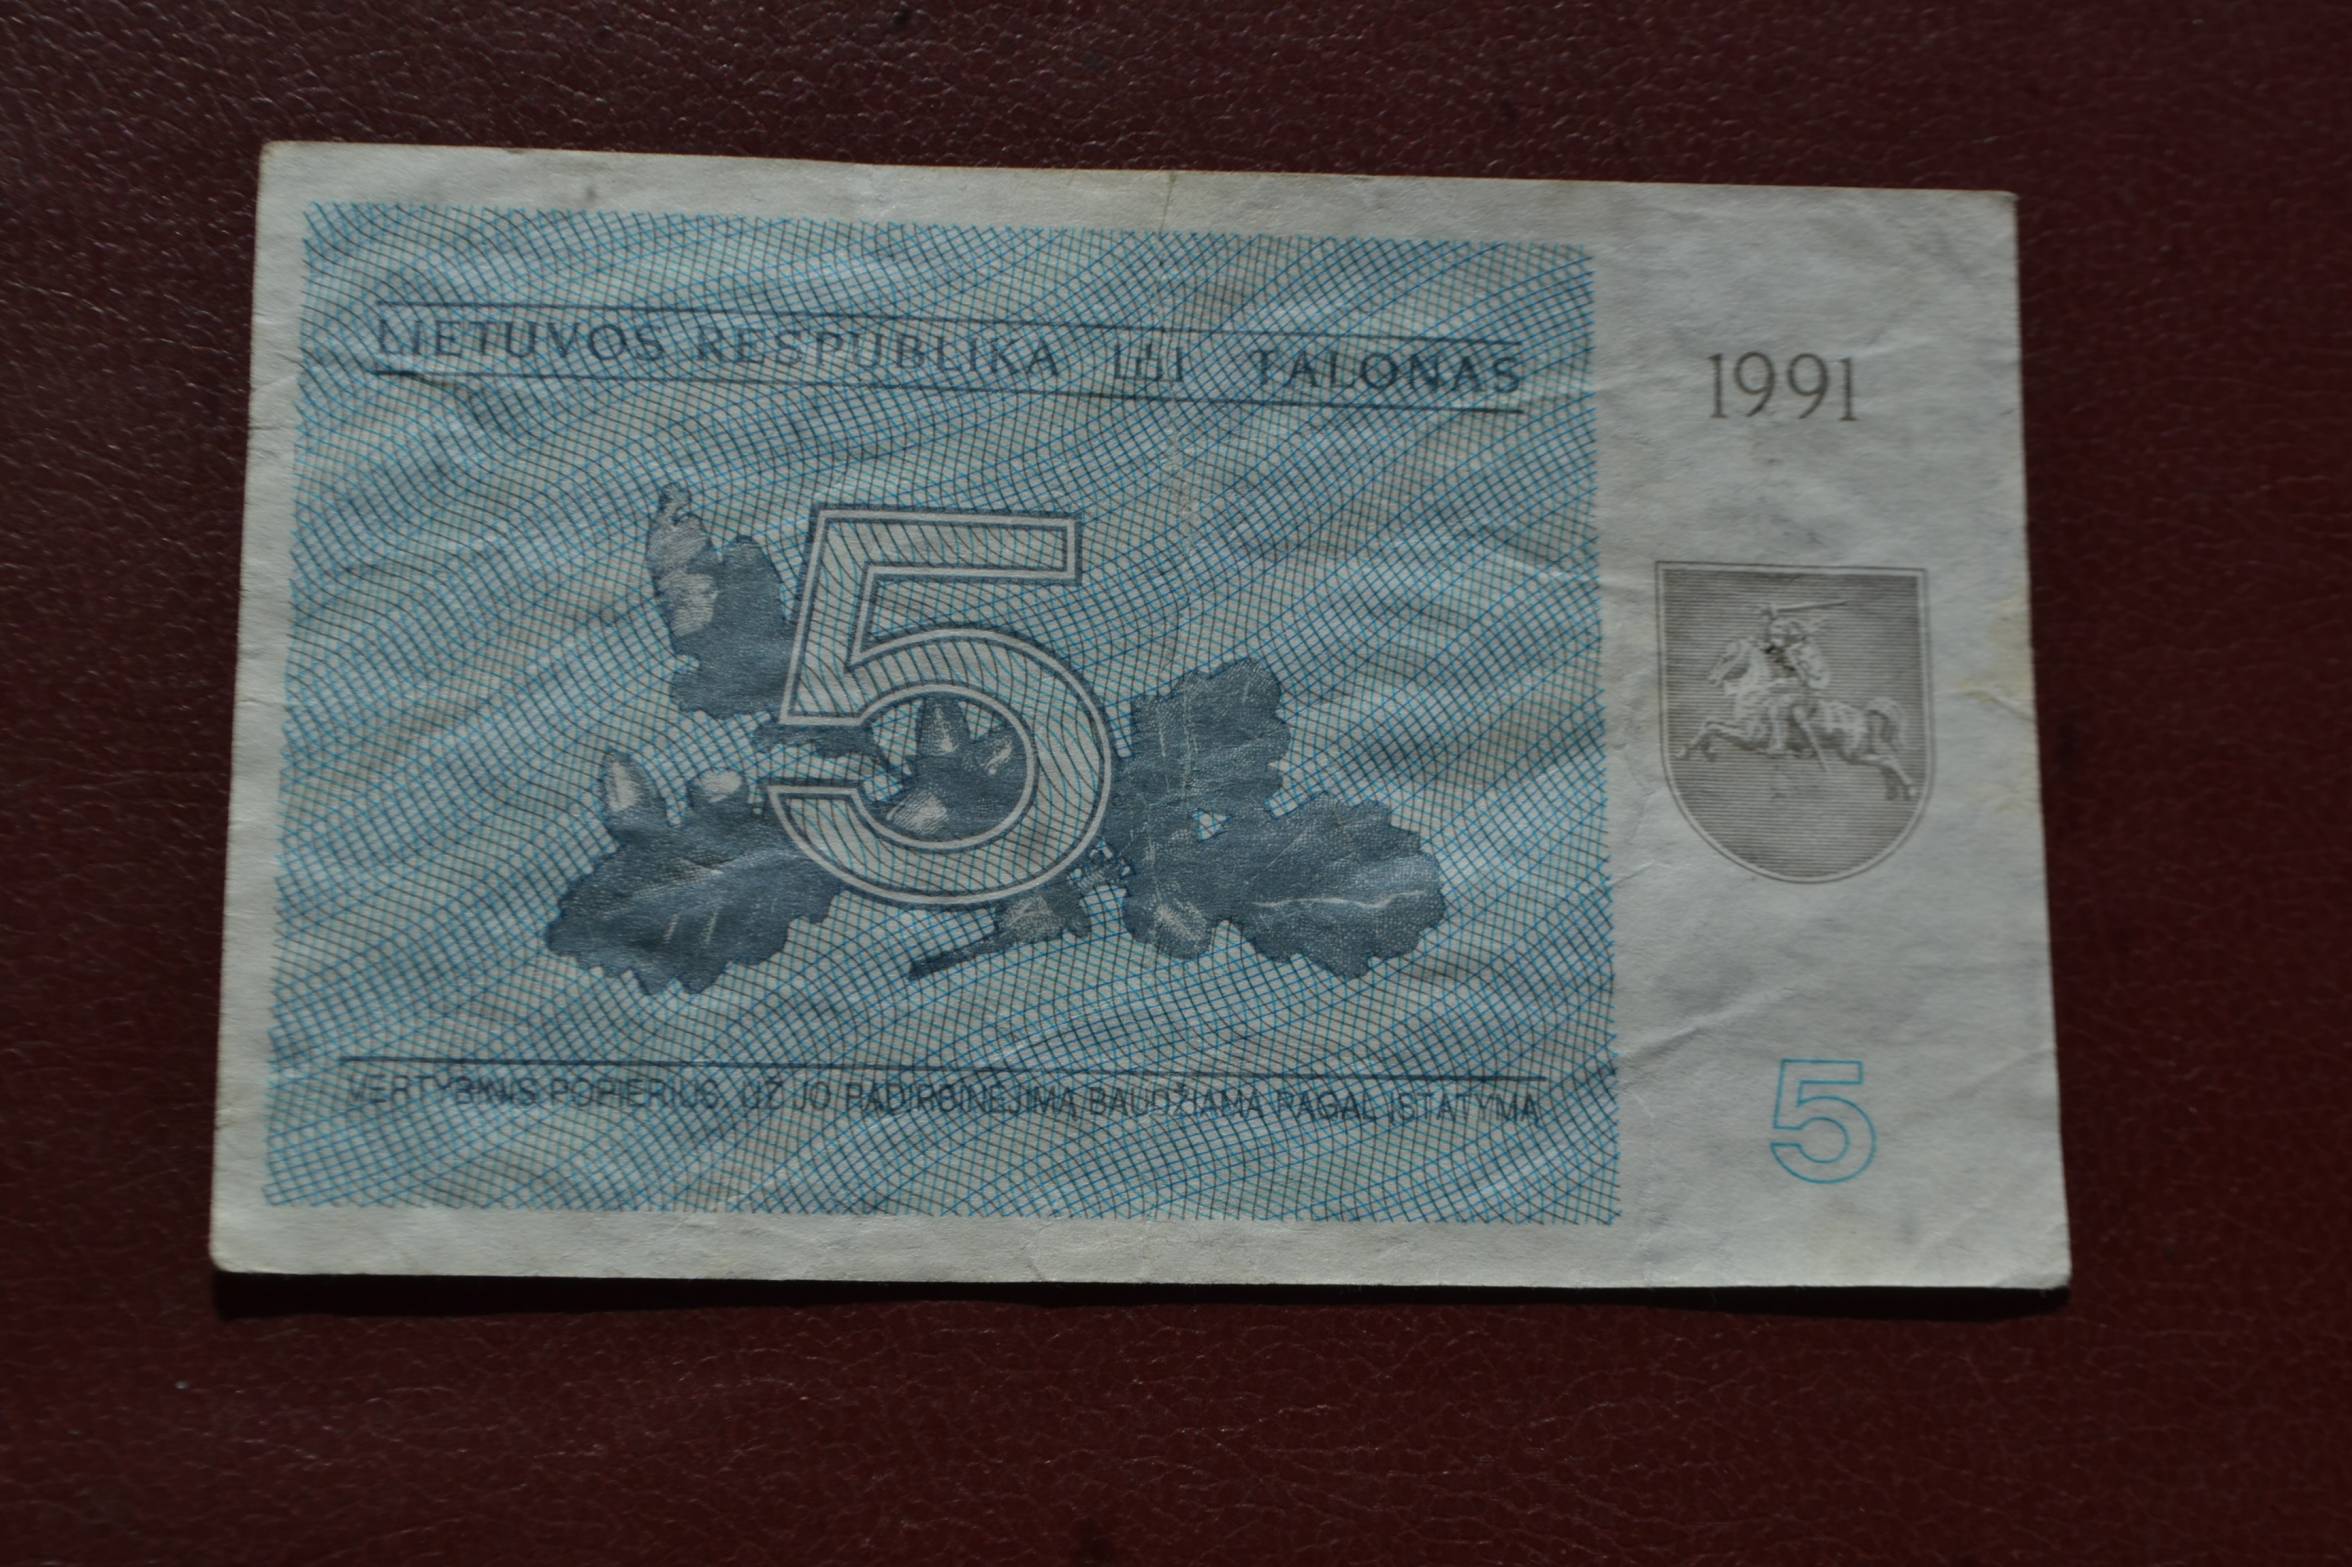 LIETUVOS RESPUBLIKA TALONAS
1991
5
VERTYBINIS POPIERIUS, UŽ JO PADIRBINĖJIMĄ BAUDŽIAMA PAGAL ĮSTATYMĄ
5